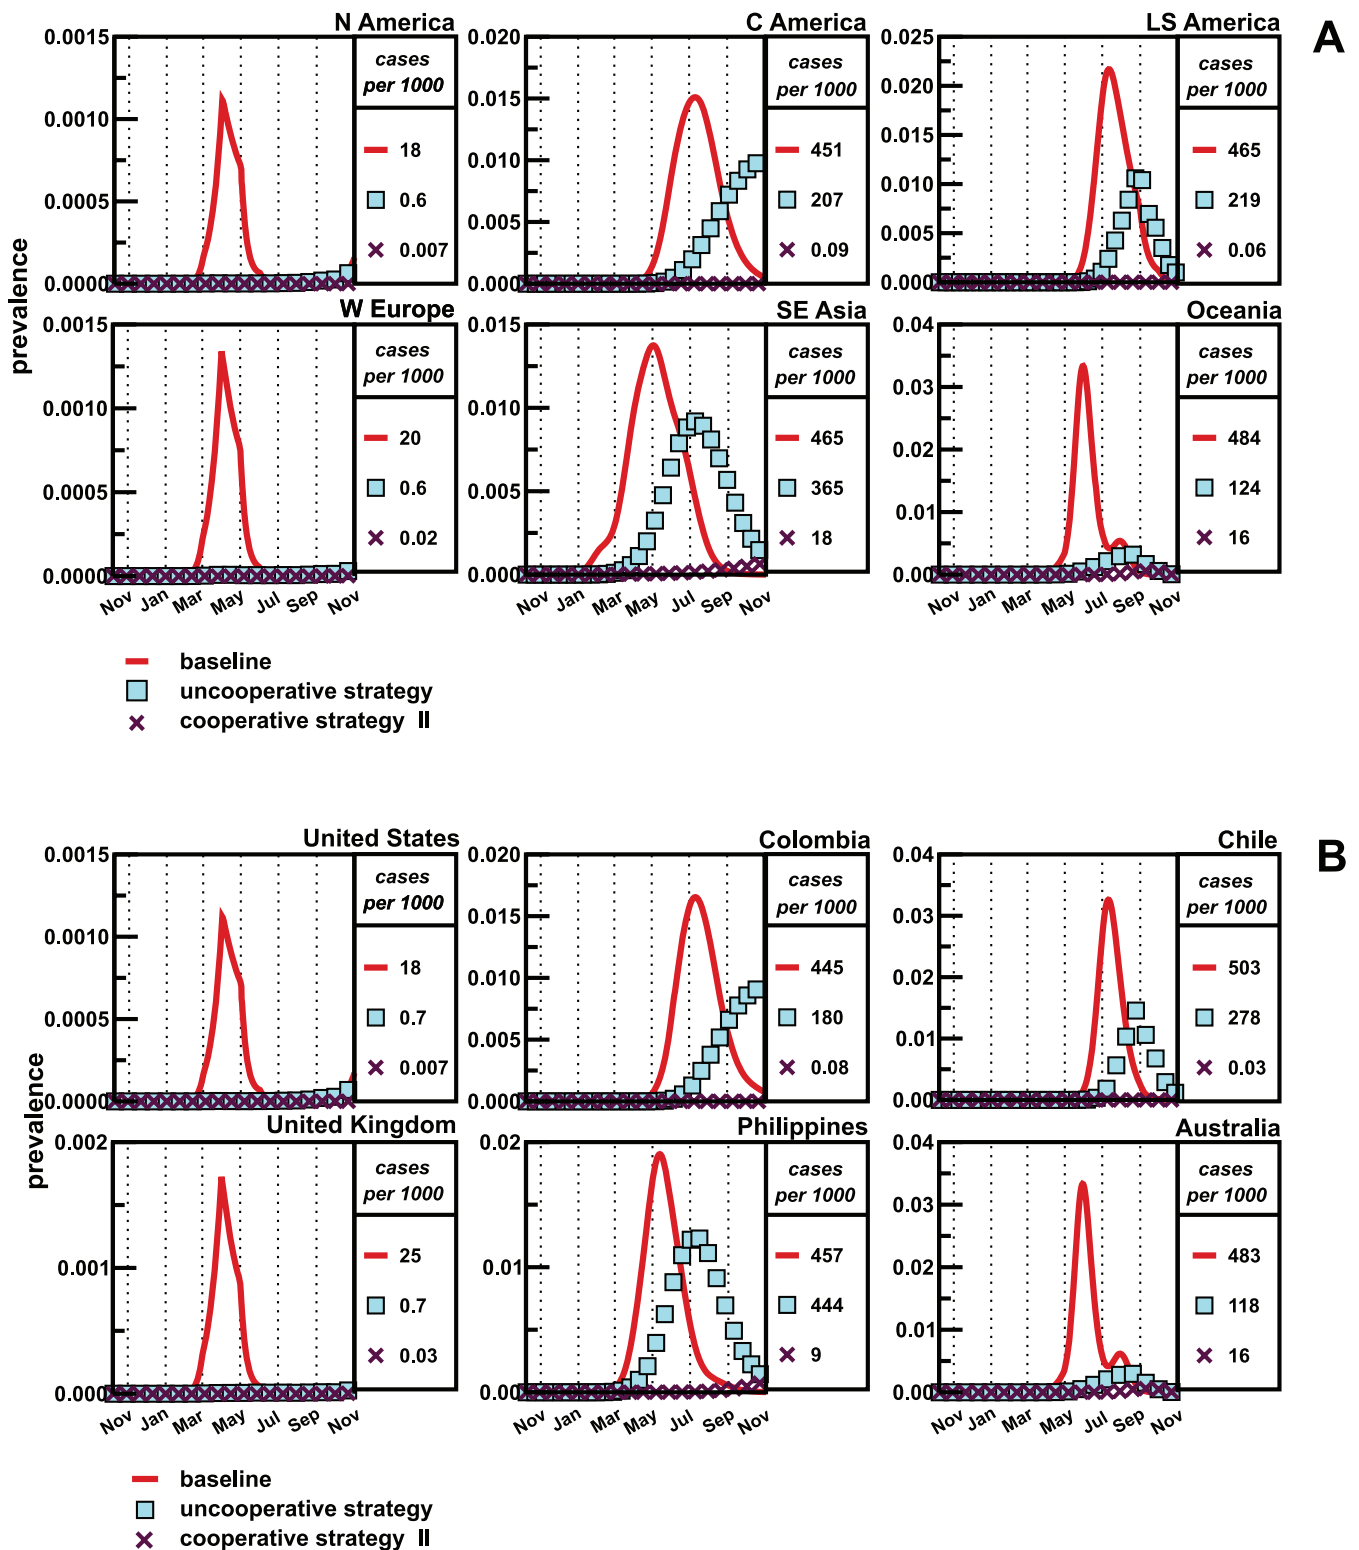 A
prevalence
N America
0.0015
0.0010
0.0005
0.0000
cases
per 1000
18
0.6
0.007
C America
0.020
0.015
0.010
0.005
0.000
cases
per 1000
451
207
0.09
LS America
0.025
0.020
0.015
0.010
0.005
0.000
cases
per 1000
465
219
0.06
W Europe
0.0015
0.0010
0.0005
0.0000
cases
per 1000
20
0.6
0.02
Nov Jan Mar May Jul Sep Nov
SE Asia
0.015
0.010
0.005
0.000
cases
per 1000
465
365
18
Nov Jan Mar May Jul Sep Nov
Oceania
0.04
0.03
0.02
0.01
0.00
cases
per 1000
484
124
16
Nov Jan Mar May Jul Sep Nov
baseline
uncooperative strategy
cooperative strategy II
B
prevalence
United States
0.0015
0.0010
0.0005
0.0000
cases
per 1000
18
0.7
0.007
Colombia
0.020
0.015
0.010
0.005
0.000
cases
per 1000
445
180
0.08
Chile
0.04
0.03
0.02
0.01
0.00
cases
per 1000
503
278
0.03
United Kingdom
0.002
0.001
0.000
cases
per 1000
25
0.7
0.03
Nov Jan Mar May Jul Sep Nov
Philippines
0.02
0.01
0.00
cases
per 1000
457
444
9
Nov Jan Mar May Jul Sep Nov
Australia
0.04
0.03
0.02
0.01
0.00
cases
per 1000
483
118
16
Nov Jan Mar May Jul Sep Nov
baseline
uncooperative strategy
cooperative strategy II